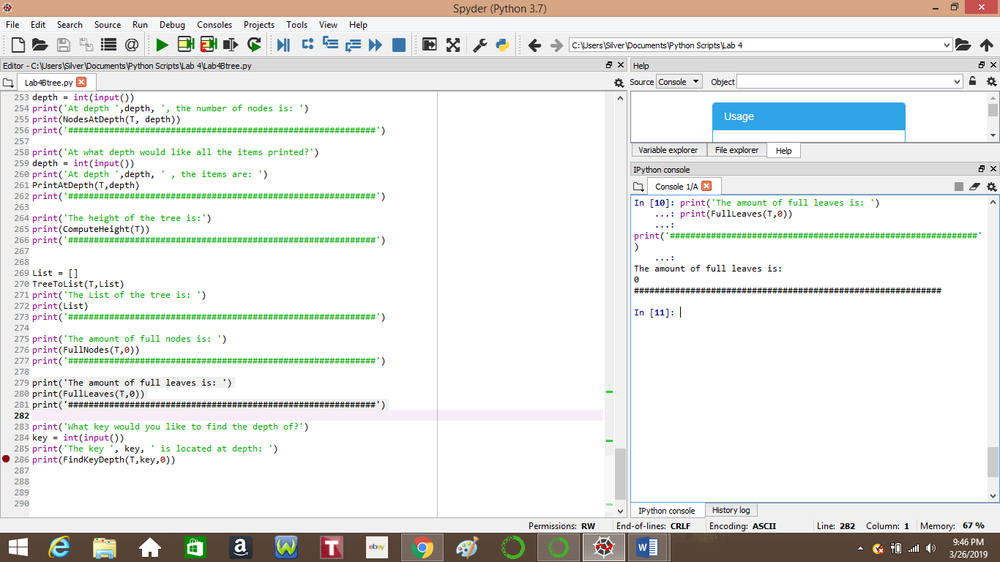 Spyder (Python 3.7)
File Edit Search Source Run Debug Consoles Projects Tools View Help
C:\Users\Silver\Documents\Python Scripts\Lab 4
Editor - C:\Users\Silver\Documents\Python Scripts\Lab 4\Lab4Btree.py
Lab4Btree.py
253 depth = int(input())
254 print('At depth ',depth, ', the number of nodes is: ')
255 print(NodesAtDepth(T, depth))
256 print('############################################################')
257
258 print('At what depth would like all the items printed?')
259 depth = int(input())
260 print('At depth ',depth, ' , the items are: ')
261 PrintAtDepth(T,depth)
262 print('############################################################')
263
264 print('The height of the tree is:')
265 print(ComputeHeight(T))
266 print('############################################################')
267
268
269 List = []
270 TreeToList(T,List)
271 print('The List of the tree is: ')
272 print(List)
273 print('############################################################')
274
275 print('The amount of full nodes is: ')
276 print(FullNodes(T,0))
277 print('############################################################')
278
279 print('The amount of full leaves is: ')
280 print(FullLeaves(T,0))
281 print('############################################################')
282
283 print('What key would you like to find the depth of?')
284 key = int(input())
285 print('The key ', key, ' is located at depth: ')
286 print(FindKeyDepth(T,key,0))
287
288
289
290
Help
Source Console Object
Usage
Variable explorer File explorer Help
IPython console
Console 1/A
In [10]: print('The amount of full leaves is: ')
...: print(FullLeaves(T,0))
...:
print('############################################################'
)
...:
The amount of full leaves is:
0
############################################################
In [11]:
IPython console History log
Permissions: RW End-of-lines: CRLF Encoding: ASCII Line: 282 Column: 1 Memory: 67 %
a W T ebay W
9:46 PM
3/26/2019